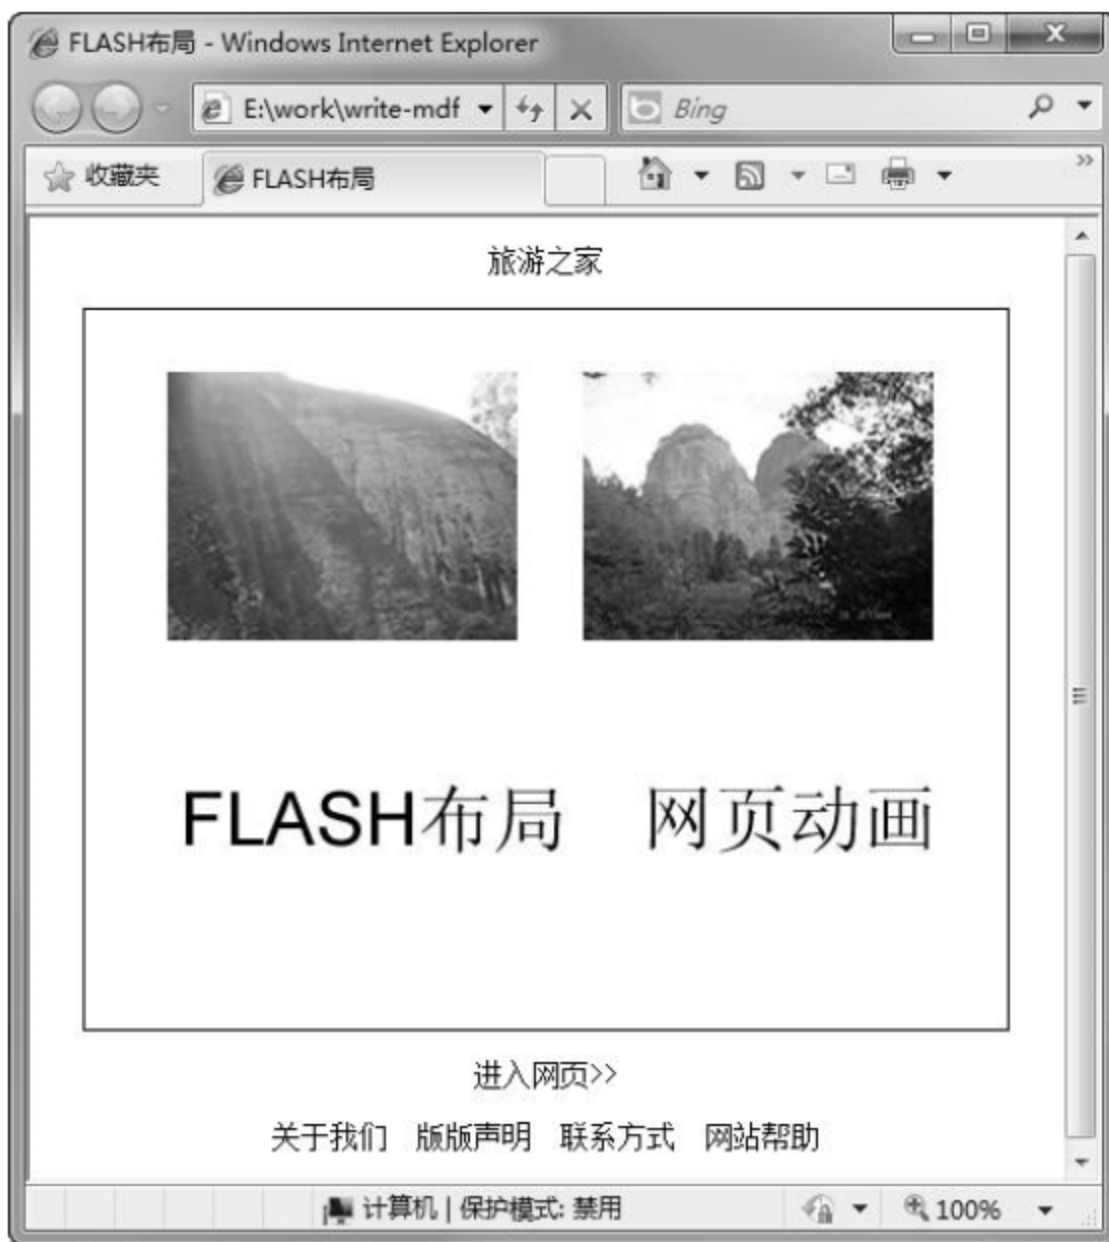 FLASH布局 - Windows Internet Explorer
E:\work\write-mdf Bing
收藏夹 FLASH布局
旅游之家
FLASH布局 网页动画
进入网页>>
关于我们 版版声明 联系方式 网站帮助
计算机 | 保护模式: 禁用 100%